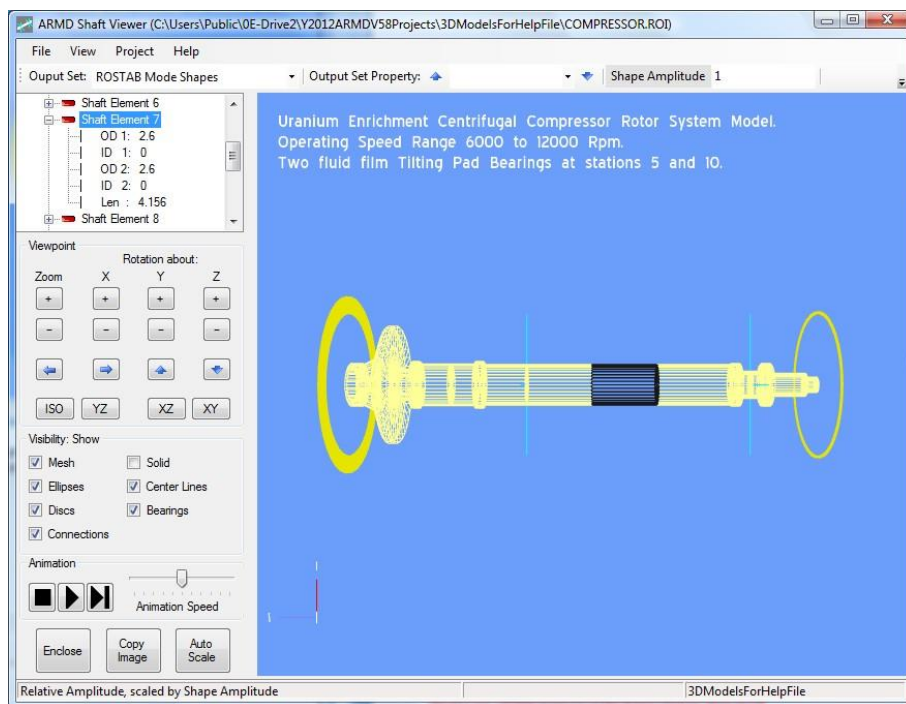 ARMD Shaft Viewer (C:\Users\Public\0E-Drive2\Y2012ARMDV58Projects\3DModelsForHelpFile\COMPRESSOR.ROI)
File View Project Help
Ouput Set: ROSTAB Mode Shapes Output Set Property: Shape Amplitude 1
Shaft Element 6
Shaft Element 7
OD 1: 2.6
ID 1: 0
OD 2: 2.6
ID 2: 0
Len : 4.156
Shaft Element 8
Uranium Enrichment Centrifugal Compressor Rotor System Model.
Operating Speed Range 6000 to 12000 Rpm.
Two fluid film Tilting Pad Bearings at stations 5 and 10.
Viewpoint
Rotation about:
Zoom X Y Z
+ + + +
- - - -
ISO YZ XZ XY
Visibility: Show
Mesh Solid
Ellipses Center Lines
Discs Bearings
Connections
Animation
Animation Speed
Enclose Copy Image Auto Scale
Relative Amplitude, scaled by Shape Amplitude 3DModelsForHelpFile